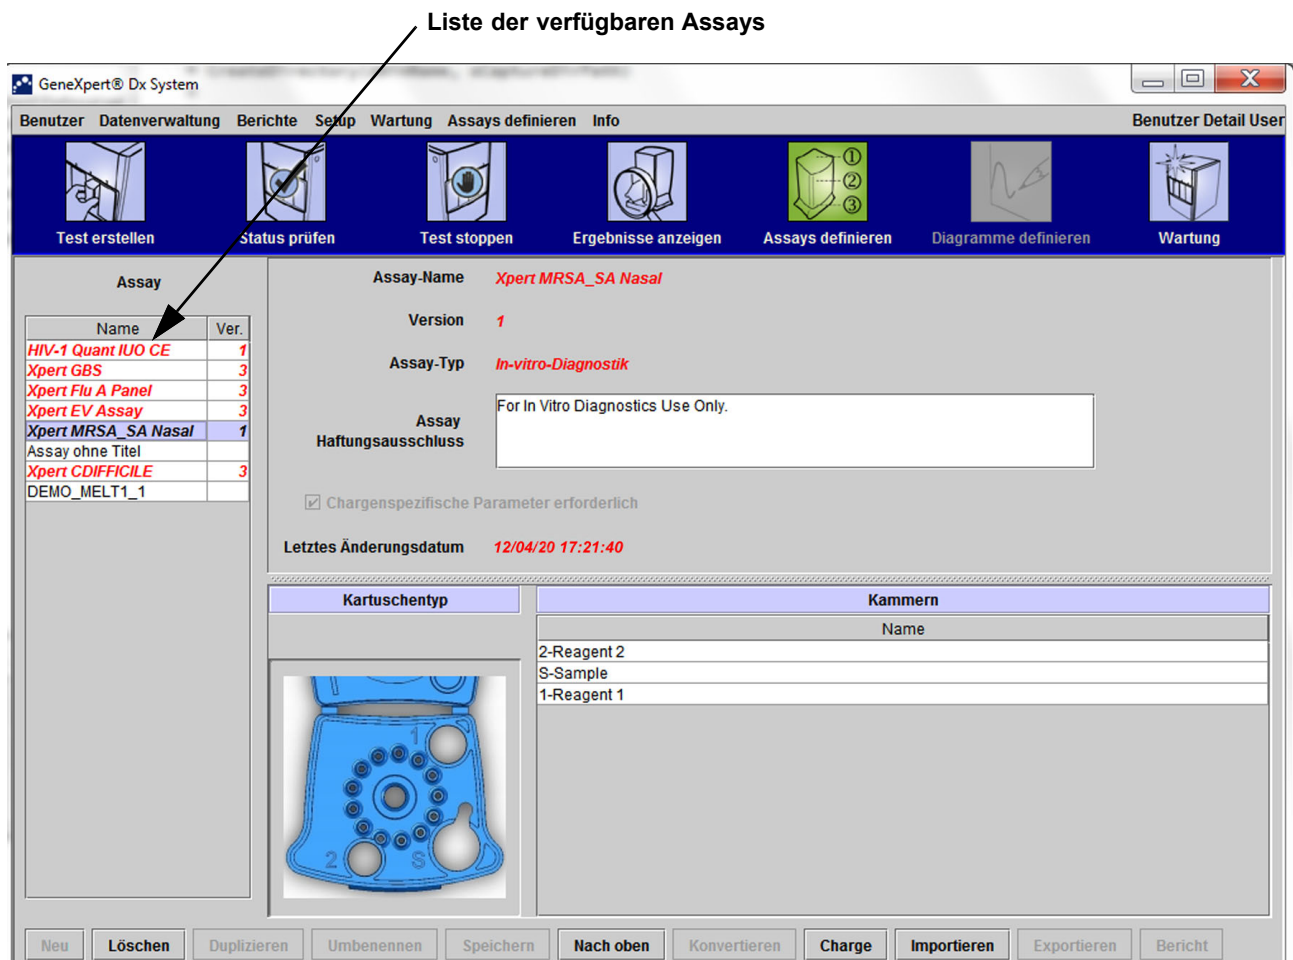 Liste der verfügbaren Assays
GeneXpert® Dx System
Benutzer Datenverwaltung Berichte Setup Wartung Assays definieren Info Benutzer Detail User
1
2
3
Test erstellen Status prüfen Test stoppen Ergebnisse anzeigen Assays definieren Diagramme definieren Wartung
Assay
Name Ver.
HIV-1 Quant IUO CE 1
Xpert GBS 3
Xpert Flu A Panel 3
Xpert EV Assay 3
Xpert MRSA_SA Nasal 1
Assay ohne Titel
Xpert CDIFFICILE 3
DEMO_MELT1_1
Assay-Name Xpert MRSA_SA Nasal
Version 1
Assay-Typ In-vitro-Diagnostik
Assay
Haftungsausschluss
For In Vitro Diagnostics Use Only.
Chargenspezifische Parameter erforderlich
Letztes Änderungsdatum 12/04/20 17:21:40
Kartuschentyp
Kammern
Name
2-Reagent 2
S-Sample
1-Reagent 1
1
2 S
Neu Löschen Duplizieren Umbenennen Speichern Nach oben Konvertieren Charge Importieren Exportieren Bericht